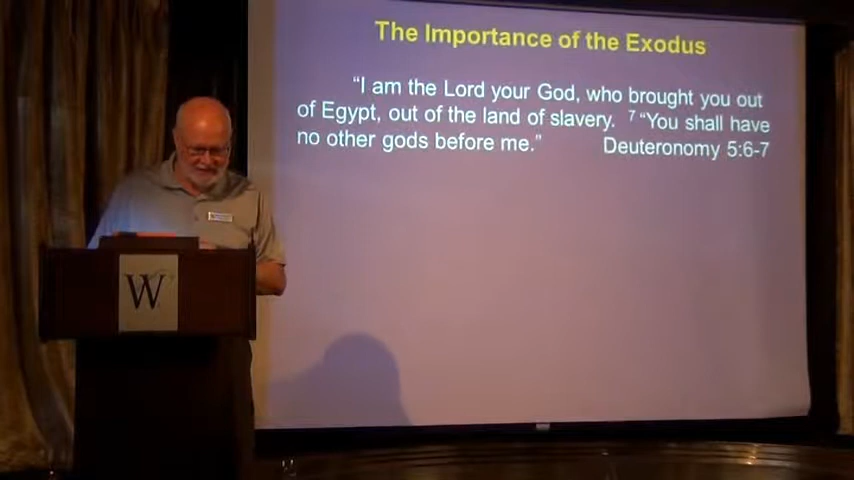 The Importance of the Exodus
“I am the Lord your God, who brought you out
of Egypt, out of the land of slavery. 7 “You shall have
no other gods before me.” Deuteronomy 5:6-7
W